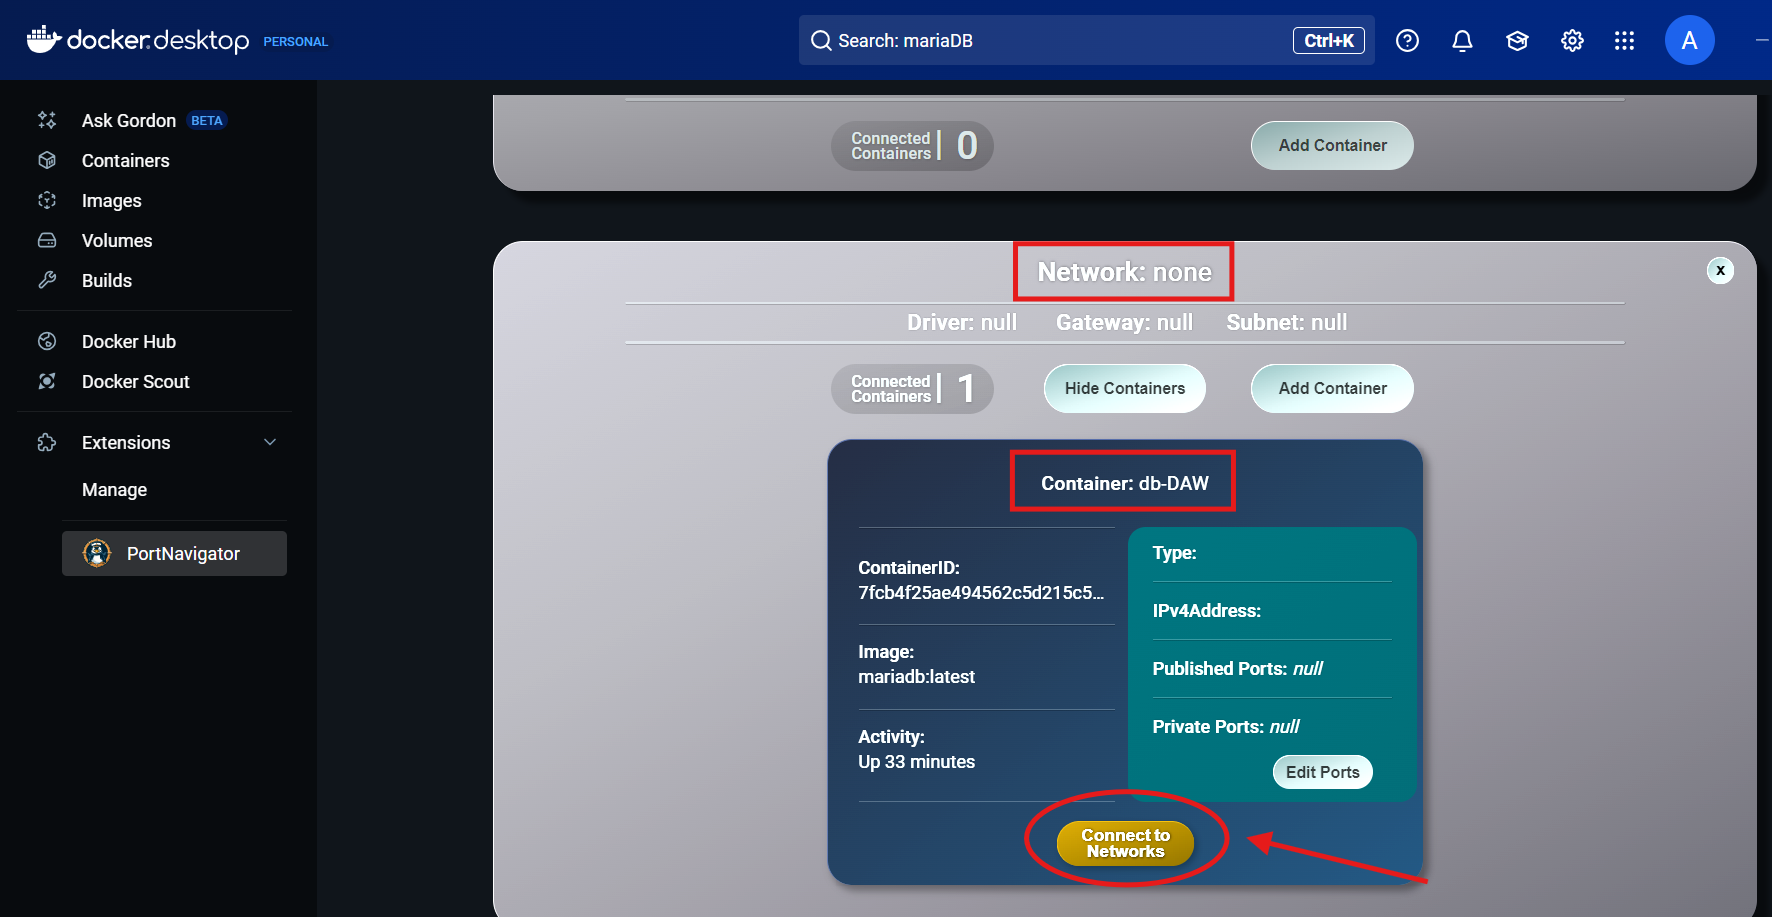 docker.desktop PERSONAL
Search: mariaDB
Ctrl+K
A
Ask Gordon BETA
Containers
Images
Volumes
Builds
Docker Hub
Docker Scout
Extensions
Manage
PortNavigator
Connected
Containers 0
Add Container
Network: none
x
Driver: null Gateway: null Subnet: null
Connected
Containers 1
Hide Containers
Add Container
Container: db-DAW
ContainerID:
7fcb4f25ae494562c5d215c5...
Image:
mariadb:latest
Activity:
Up 33 minutes
Type:
IPv4Address:
Published Ports: null
Private Ports: null
Edit Ports
Connect to
Networks